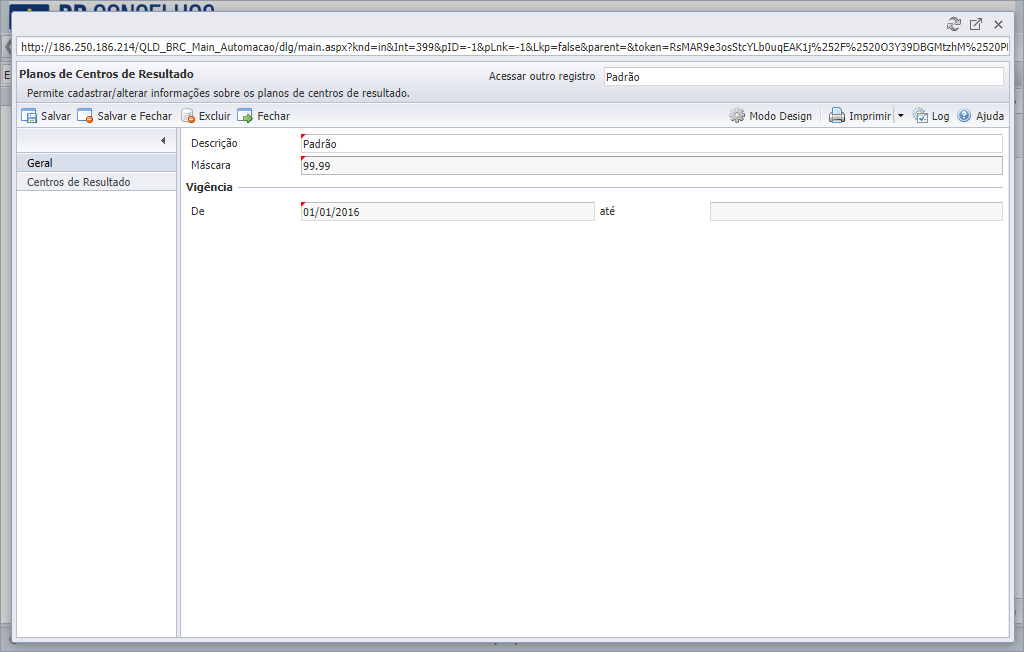 http://186.250.186.214/QLD_BRC_Main_Automacao/dlg/main.aspx?knd=in&Int=399&pID=-1&pLnk=-1&Lkp=false&parent=&token=RsMAR9e3osStcYLb0uqEAK1j%252F%2520O3Y39DBGMtzhM%2520Pl
Planos de Centros de Resultado
Acessar outro registro Padrão
Permite cadastrar/alterar informações sobre os planos de centros de resultado.
Salvar Salvar e Fechar Excluir Fechar Modo Design Imprimir Log Ajuda
Geral
Centros de Resultado
Descrição Padrão
Máscara 99.99
Vigência
De 01/01/2016 até